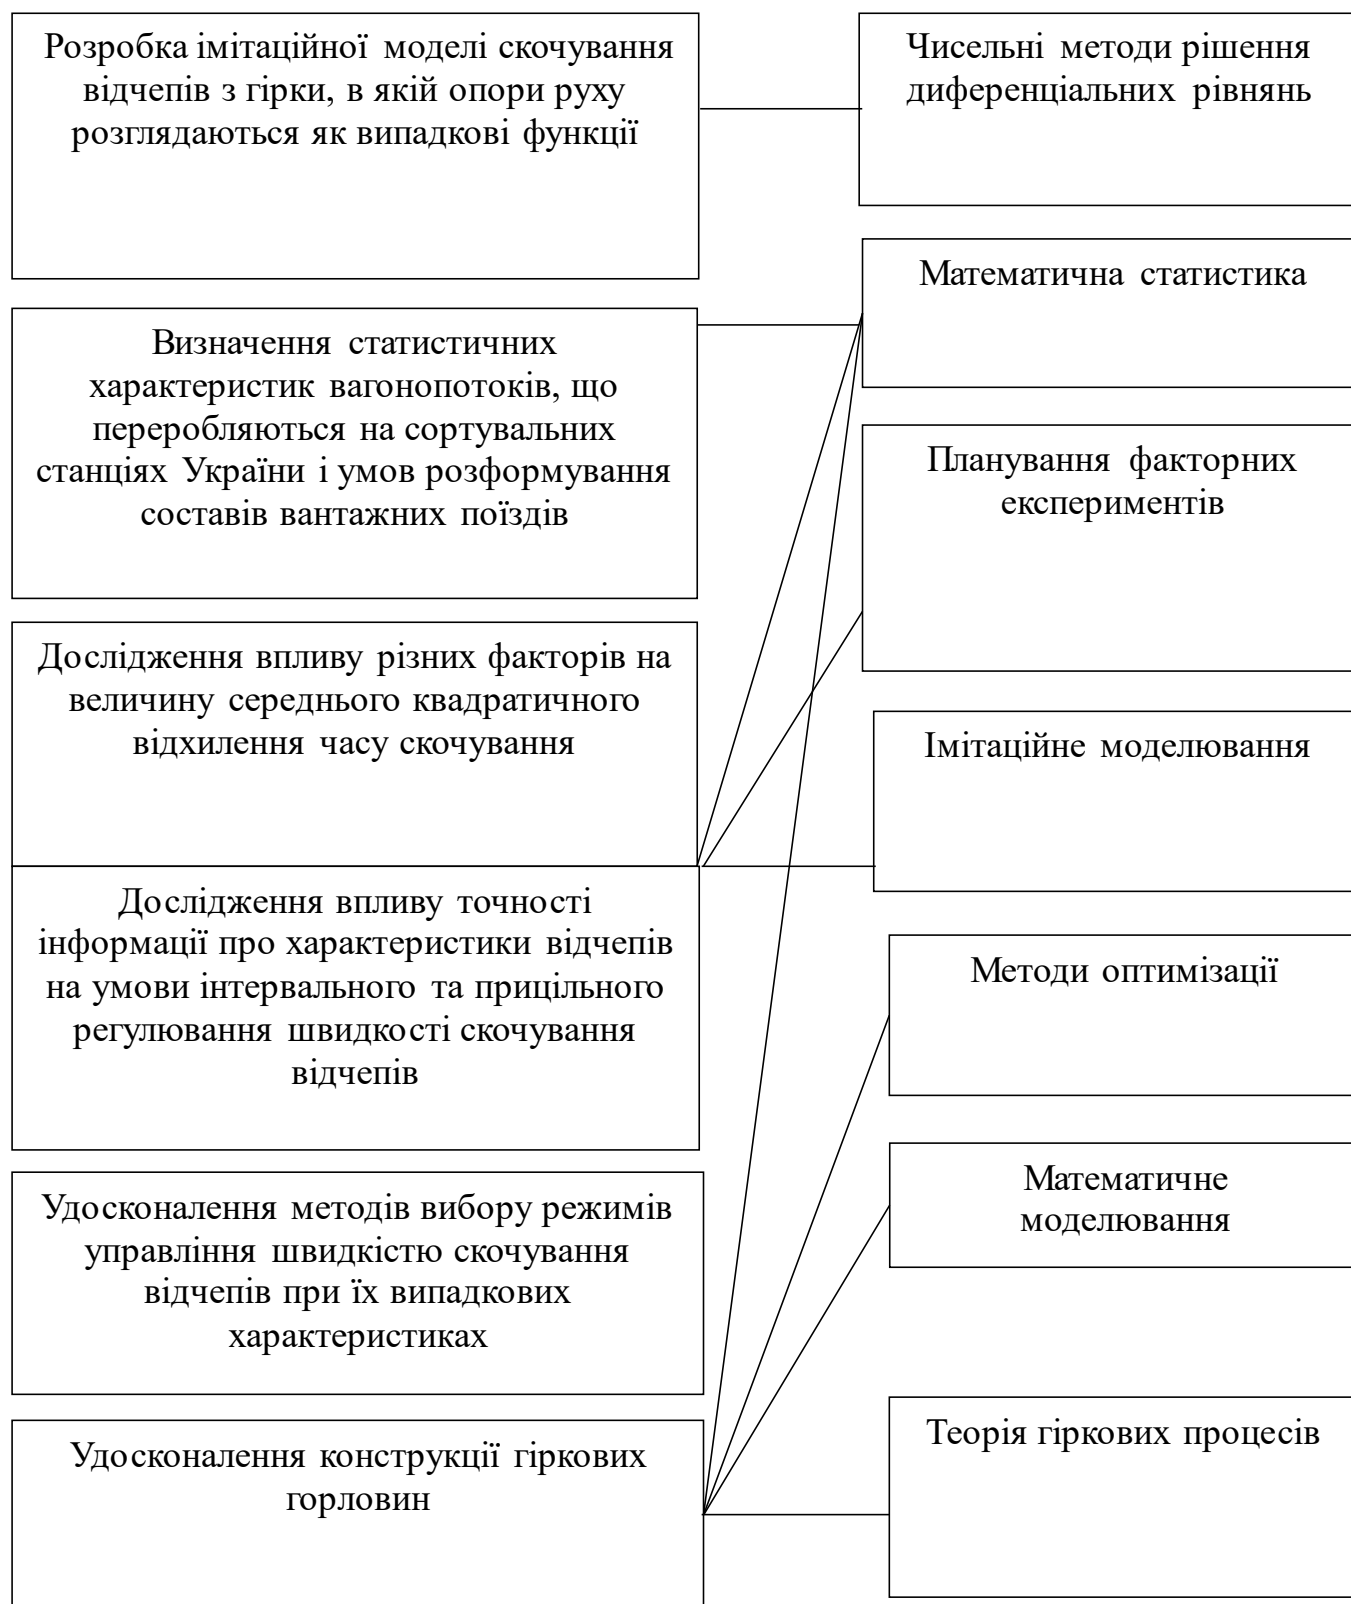 Розробка імітаційної моделі скочування
відчепів з гірки, в якій опори руху
розглядаються як випадкові функції
Визначення статистичних
характеристик вагонопотоків, що
переробляються на сортувальних
станціях України і умов розформування
составів вантажних поїздів
Дослідження впливу різних факторів на
величину середнього квадратичного
відхилення часу скочування
Дослідження впливу точності
інформації про характеристики відчепів
на умови інтервального та прицільного
регулювання швидкості скочування
відчепів
Удосконалення методів вибору режимів
управління швидкістю скочування
відчепів при їх випадкових
характеристиках
Удосконалення конструкції гіркових
горловин
Чисельні методи рішення
диференціальних рівнянь
Математична статистика
Планування факторних
експериментів
Імітаційне моделювання
Методи оптимізації
Математичне
моделювання
Теорія гіркових процесів